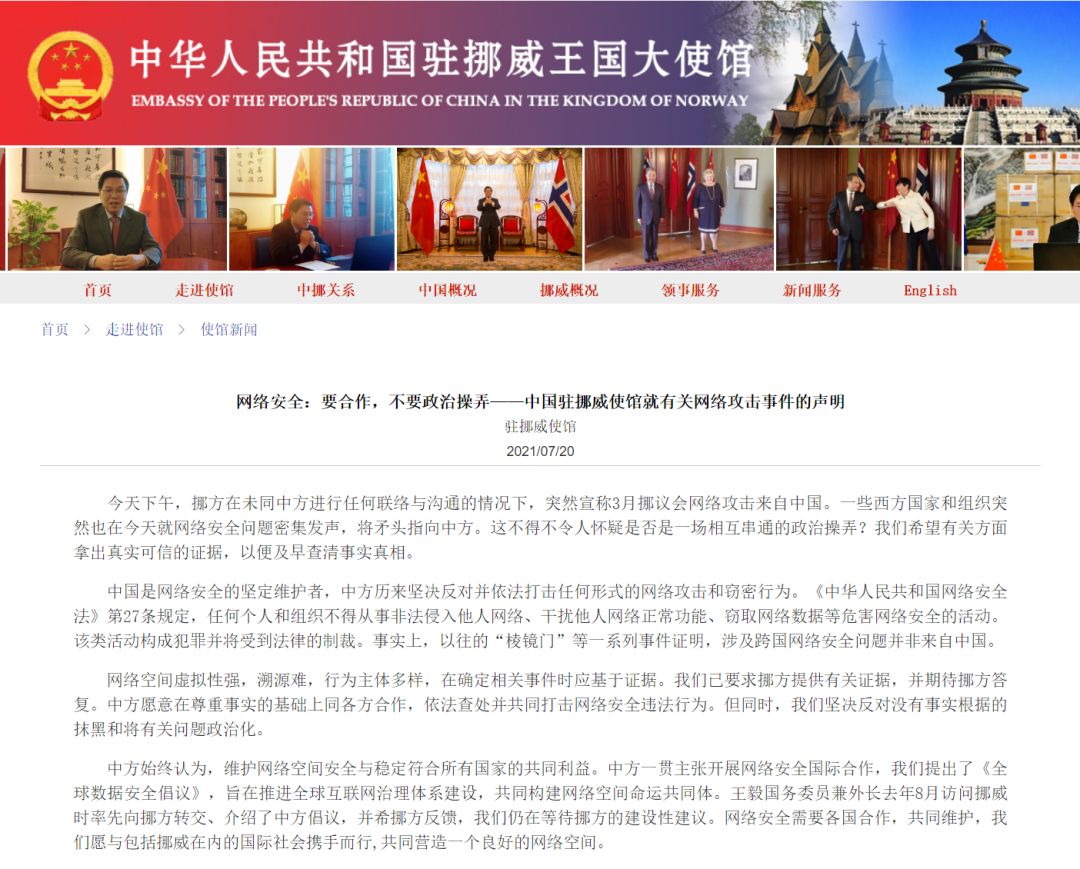 中华人民共和国驻挪威王国大使馆
EMBASSY OF THE PEOPLE'S REPUBLIC OF CHINA IN THE KINGDOM OF NORWAY
首页 走进使馆 中挪关系 中国概况 挪威概况 领事服务 新闻服务 English
首页 > 走进使馆 > 使馆新闻
网络安全：要合作，不要政治操弄——中国驻挪威使馆就有关网络攻击事件的声明
驻挪威使馆
2021/07/20
今天下午，挪方在未同中方进行任何联络与沟通的情况下，突然宣称3月挪议会网络攻击来自中国。一些西方国家和组织突
然也在今天就网络安全问题密集发声，将矛头指向中方。这不得不令人怀疑是否是一场相互串通的政治操弄？我们希望有关方面
拿出真实可信的证据，以便及早查清事实真相。
中国是网络安全的坚定维护者，中方历来坚决反对并依法打击任何形式的网络攻击和窃密行为。《中华人民共和国网络安全
法》第27条规定，任何个人和组织不得从事非法侵入他人网络、干扰他人网络正常功能、窃取网络数据等危害网络安全的活动。
该类活动构成犯罪并将受到法律的制裁。事实上，以往的“棱镜门”等一系列事件证明，涉及跨国网络安全问题并非来自中国。
网络空间虚拟性强，溯源难，行为主体多样，在确定相关事件时应基于证据。我们已要求挪方提供有关证据，并期待挪方答
复。中方愿意在尊重事实的基础上同各方合作，依法查处并共同打击网络安全违法行为。但同时，我们坚决反对没有事实根据的
抹黑和将有关问题政治化。
中方始终认为，维护网络空间安全与稳定符合所有国家的共同利益。中方一贯主张开展网络安全国际合作，我们提出了《全
球数据安全倡议》，旨在推进全球互联网治理体系建设，共同构建网络空间命运共同体。王毅国务委员兼外长去年8月访问挪威
时率先向挪方转交、介绍了中方倡议，并希挪方反馈，我们仍在等待挪方的建设性建议。网络安全需要各国合作，共同维护，我
们愿与包括挪威在内的国际社会携手而行,共同营造一个良好的网络空间。